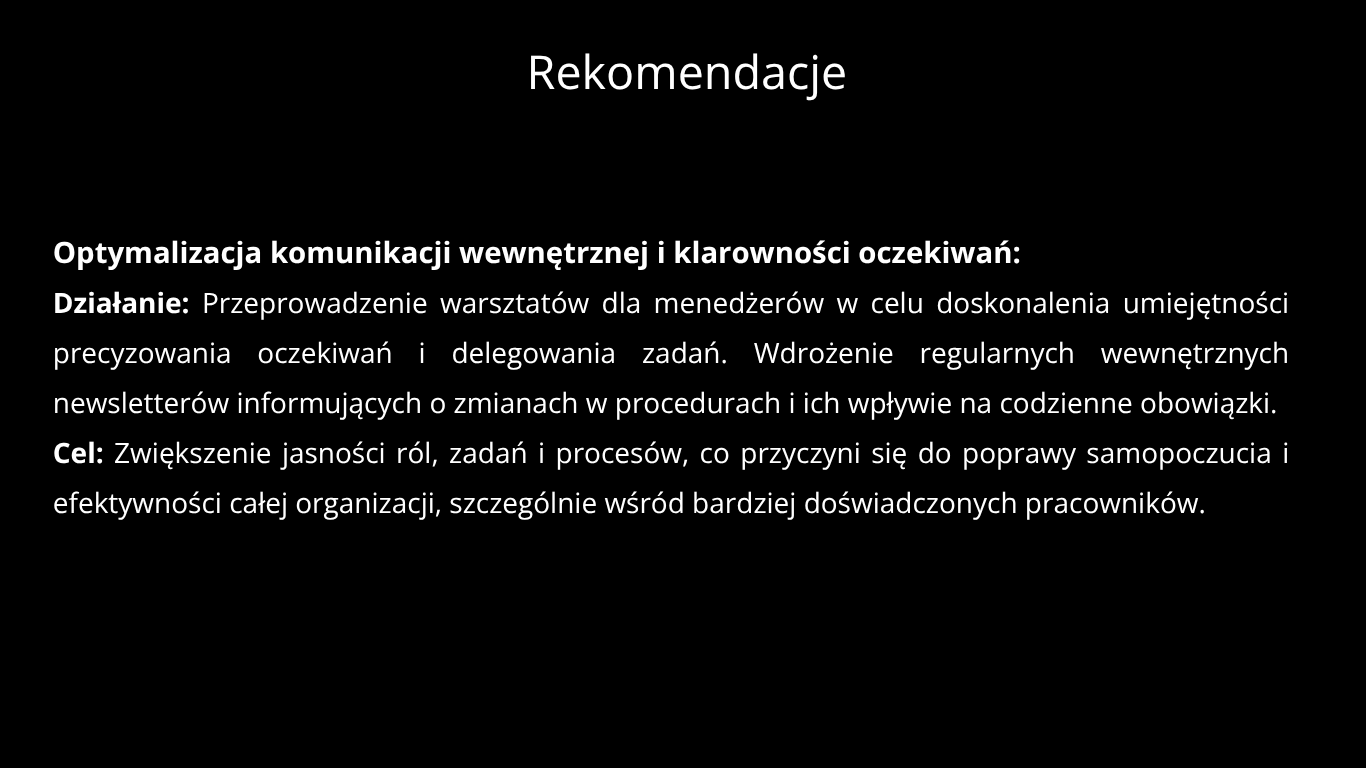 Rekomendacje
Optymalizacja komunikacji wewnętrznej i klarowności oczekiwań:
Działanie: Przeprowadzenie warsztatów dla menedżerów w celu doskonalenia umiejętności
precyzowania oczekiwań i delegowania zadań. Wdrożenie regularnych wewnętrznych
newsletterów informujących o zmianach w procedurach i ich wpływie na codzienne obowiązki.
Cel: Zwiększenie jasności ról, zadań i procesów, co przyczyni się do poprawy samopoczucia i
efektywności całej organizacji, szczególnie wśród bardziej doświadczonych pracowników.